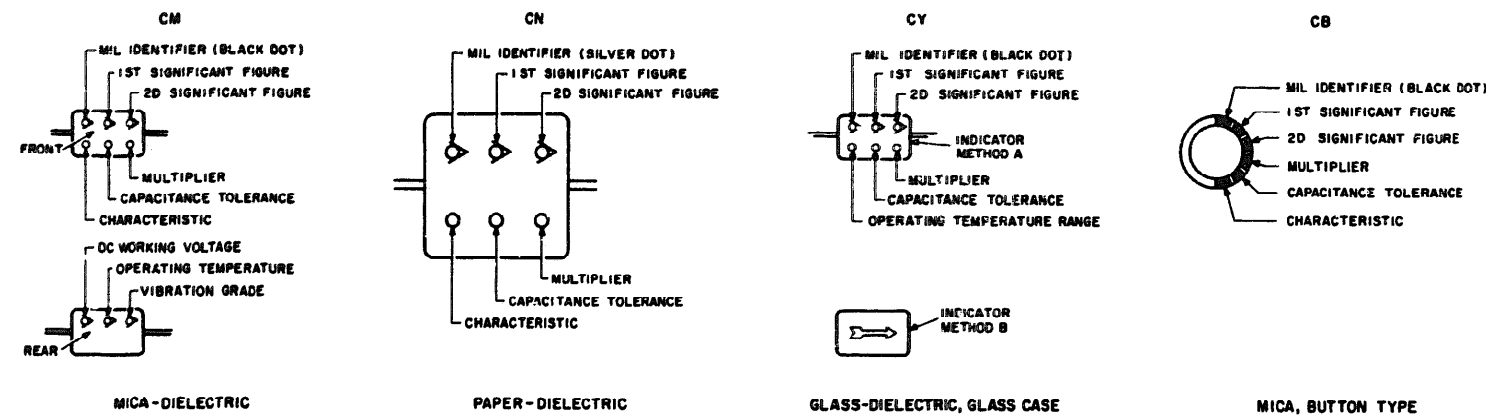 CM
MIL IDENTIFIER (BLACK DOT)
1ST SIGNIFICANT FIGURE
2D SIGNIFICANT FIGURE
FRONT
MULTIPLIER
CAPACITANCE TOLERANCE
CHARACTERISTIC
DC WORKING VOLTAGE
OPERATING TEMPERATURE
VIBRATION GRADE
REAR
MICA-DIELECTRIC
CN
MIL IDENTIFIER (SILVER DOT)
1ST SIGNIFICANT FIGURE
2D SIGNIFICANT FIGURE
MULTIPLIER
CAPACITANCE TOLERANCE
CHARACTERISTIC
PAPER-DIELECTRIC
CY
MIL IDENTIFIER (BLACK DOT)
1ST SIGNIFICANT FIGURE
2D SIGNIFICANT FIGURE
INDICATOR
METHOD A
MULTIPLIER
CAPACITANCE TOLERANCE
OPERATING TEMPERATURE RANGE
INDICATOR
METHOD B
GLASS-DIELECTRIC, GLASS CASE
CB
MIL IDENTIFIER (BLACK DOT)
1ST SIGNIFICANT FIGURE
2D SIGNIFICANT FIGURE
MULTIPLIER
CAPACITANCE TOLERANCE
CHARACTERISTIC
MICA, BUTTON TYPE